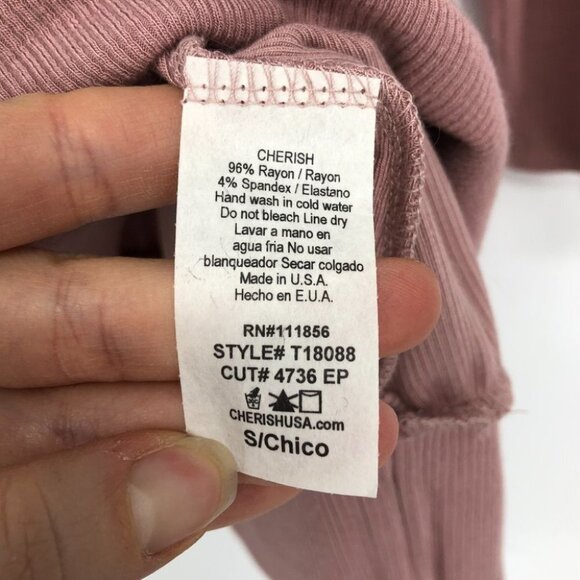 CHERISH
96% Rayon / Rayon
4% Spandex / Elastano
Hand wash in cold water
Do not bleach Line dry
Lavar a mano en
agua fria No usar
blanqueador Secar colgado
Made in U.S.A.
Hecho en E.U.A.
RN#111856
STYLE# T18088
CUT# 4736 EP
CHERISHUSA.com
S/Chico